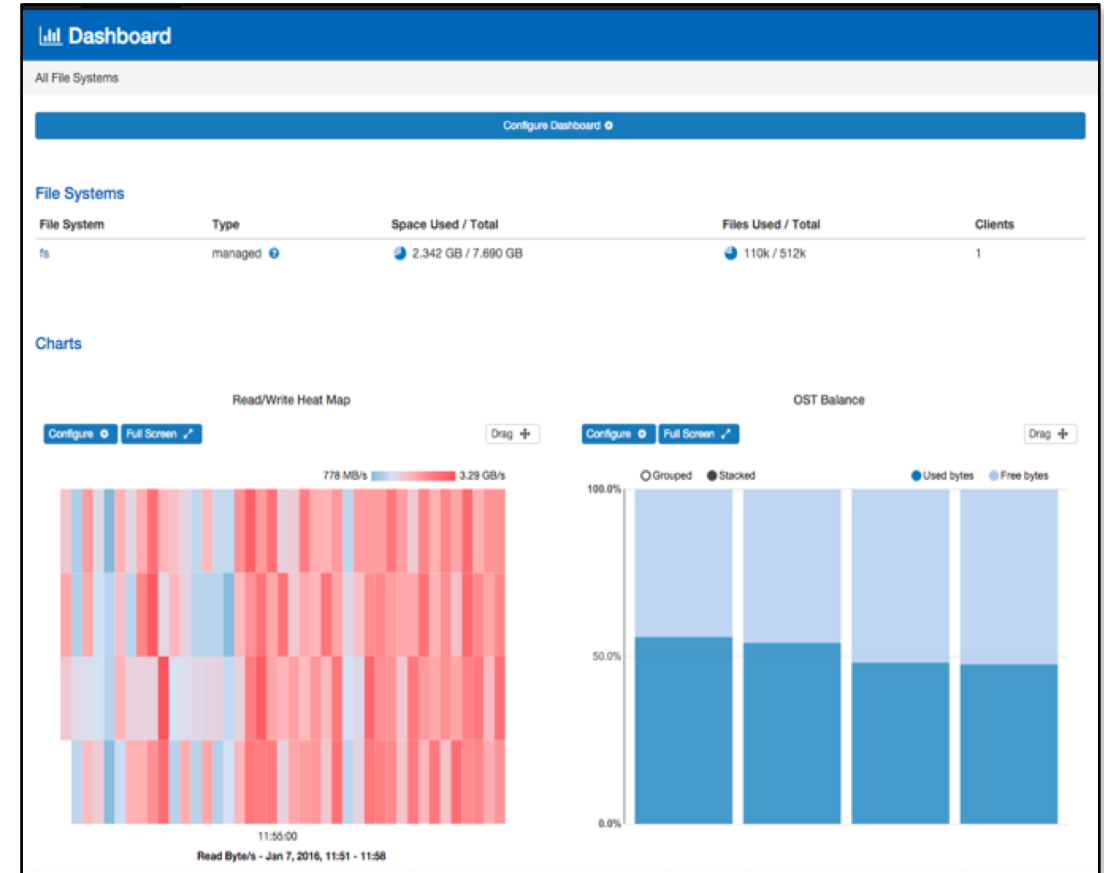 Dashboard
All File Systems
Configure Dashboard
File Systems
File System Type Space Used / Total Files Used / Total Clients
fs managed 2.342 GB / 7.690 GB 110k / 512k 1
Charts
Read/Write Heat Map
Configure Full Screen Drag
778 MB/s 3.29 GB/s
11:55:00
Read Byte/s - Jan 7, 2016, 11:51 - 11:58
OST Balance
Configure Full Screen Drag
Grouped Stacked Used bytes Free bytes
100.0%
50.0%
0.0%